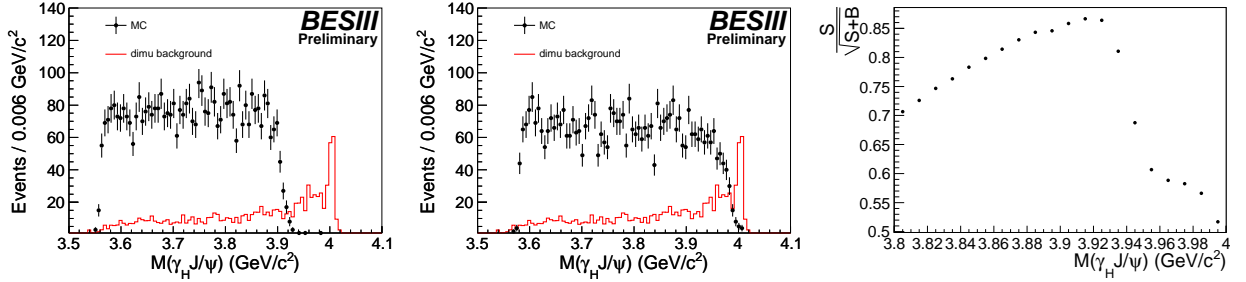 Events / 0.006 GeV/c²
140
120
100
80
60
40
20
MC
dimu background
BESIII
Preliminary
3.5 3.6 3.7 3.8 3.9 4 4.1
M(γ_H J/ψ) (GeV/c²)
Events / 0.006 GeV/c²
140
120
100
80
60
40
20
MC
dimu background
BESIII
Preliminary
3.5 3.6 3.7 3.8 3.9 4 4.1
M(γ_H J/ψ) (GeV/c²)
S
√S+B
0.85
0.8
0.75
0.7
0.65
0.6
0.55
0.5
3.8 3.82 3.84 3.86 3.88 3.9 3.92 3.94 3.96 3.98 4
M(γ_H J/ψ) (GeV/c²)